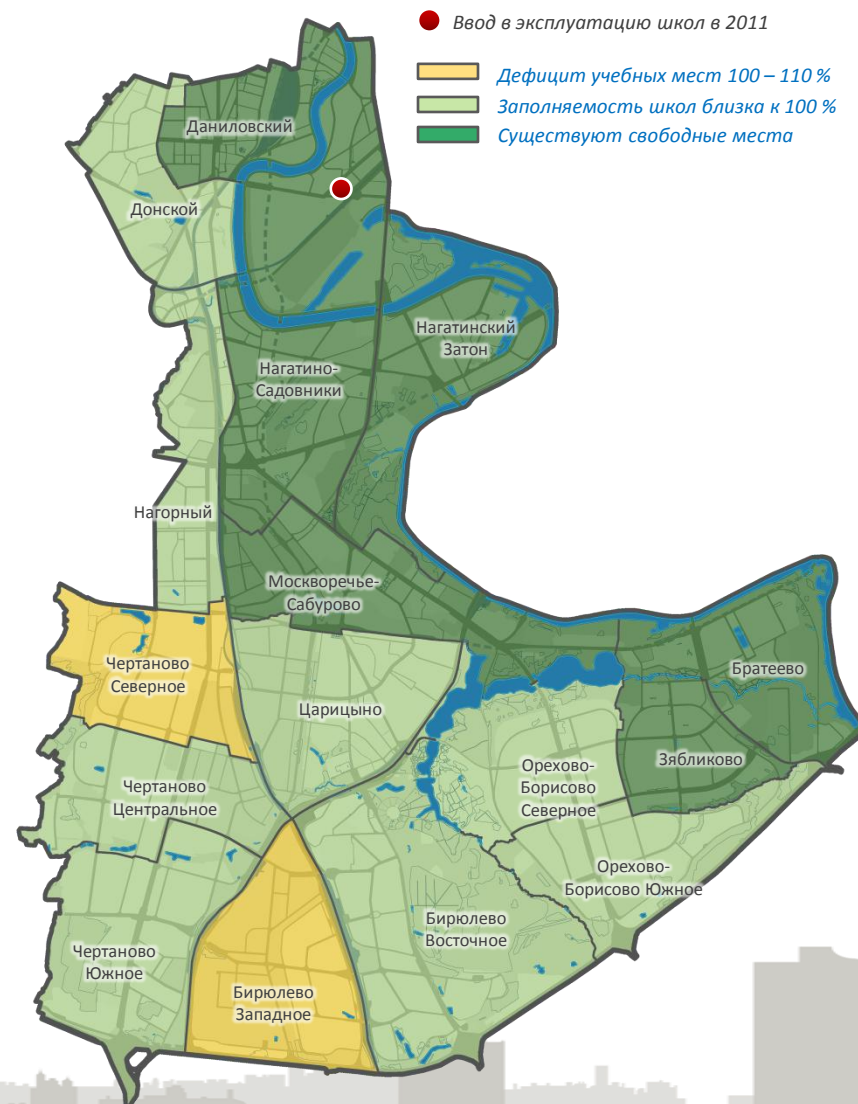 Ввод в эксплуатацию школ в 2011
Дефицит учебных мест 100 – 110 %
Заполняемость школ близка к 100 %
Существуют свободные места
Даниловский
Донской
Нагатинский
Затон
Нагатино-
Садовники
Нагорный
Москворечье-
Сабурово
Чертаново
Северное
Братеево
Царицыно
Зябликово
Орехово-
Борисово
Северное
Чертаново
Центральное
Орехово-
Борисово Южное
Бирюлево
Восточное
Чертаново
Южное
Бирюлево
Западное